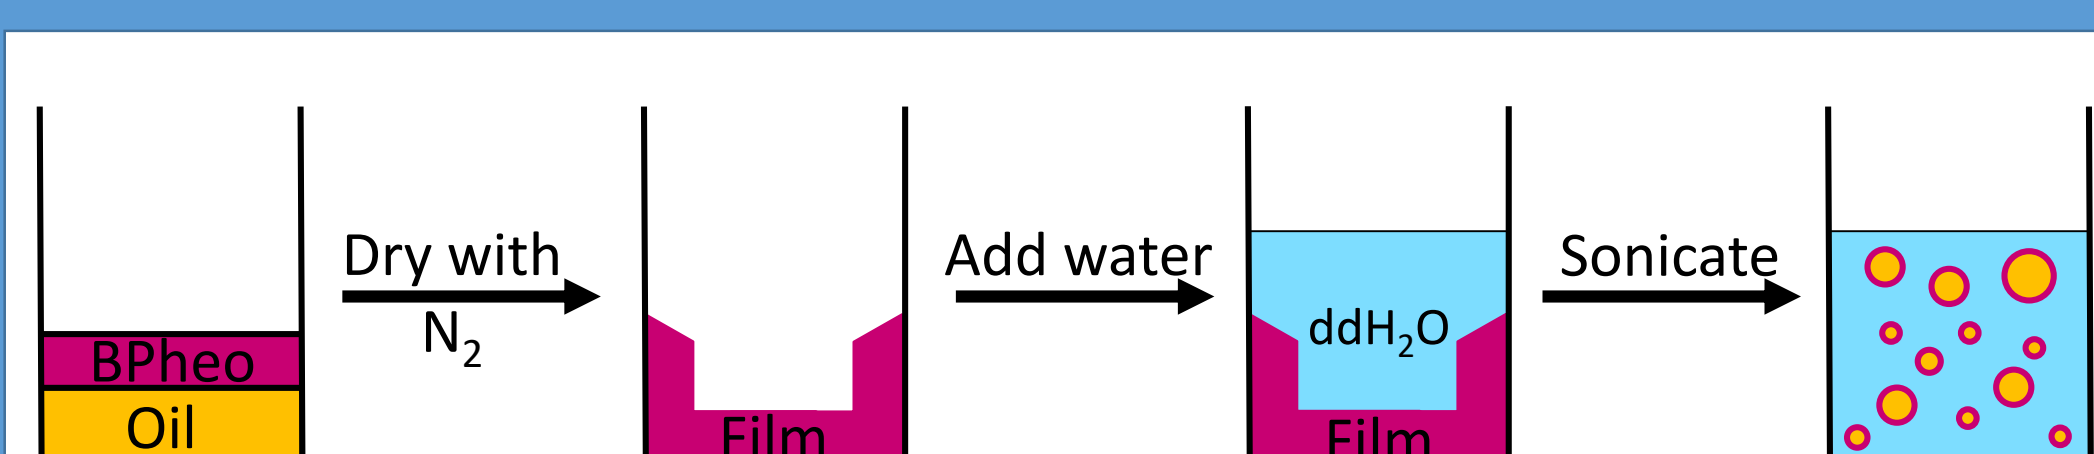 BPheo
Oil
Dry with
N₂
Film
Add water
ddH₂O
Film
Sonicate